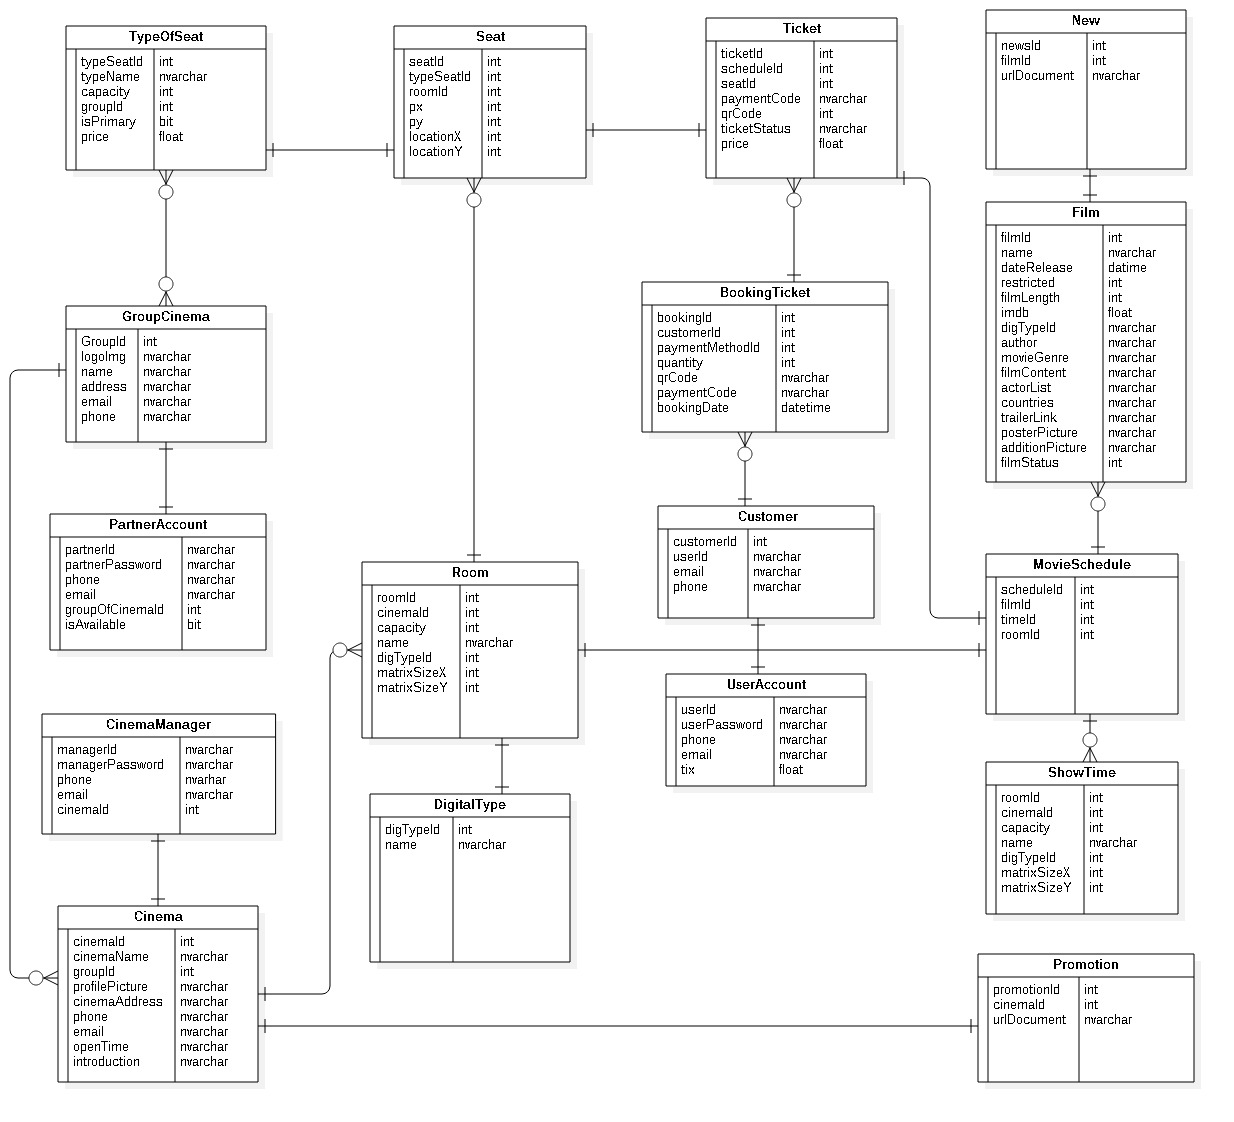 TypeOfSeat
typeSeatId int
typeName nvarchar
capacity int
groupId int
isPrimary bit
price float
Seat
seatId int
typeSeatId int
roomId int
px int
py int
locationX int
locationY int
Ticket
ticketId int
scheduleId int
seatId int
paymentCode nvarchar
qrCode int
ticketStatus nvarchar
price float
New
newsId int
filmId int
urlDocument nvarchar
Film
filmId int
name nvarchar
dateRelease datime
restricted int
filmLength int
imdb float
digTypeId nvarchar
author nvarchar
movieGenre nvarchar
filmContent nvarchar
actorList nvarchar
countries nvarchar
trailerLink nvarchar
posterPicture nvarchar
additionPicture nvarchar
filmStatus int
GroupCinema
GroupId int
logoImg nvarchar
name nvarchar
address nvarchar
email nvarchar
phone nvarchar
BookingTicket
bookingId int
customerId int
paymentMethodId int
quantity int
qrCode nvarchar
paymentCode nvarchar
bookingDate datetime
PartnerAccount
partnerId nvarchar
partnerPassword nvarchar
phone nvarchar
email nvarchar
groupOfCinemaId int
isAvailable bit
Customer
customerId int
userId nvarchar
email nvarchar
phone nvarchar
Room
roomId int
cinemaId int
capacity int
name nvarchar
digTypeId int
matrixSizeX int
matrixSizeY int
MovieSchedule
scheduleId int
filmId int
timeId int
roomId int
UserAccount
userId nvarchar
userPassword nvarchar
phone nvarchar
email nvarchar
tix float
CinemaManager
managerId nvarchar
managerPassword nvarchar
phone nvarhar
email nvarchar
cinemaId int
DigitalType
digTypeId int
name nvarchar
ShowTime
roomId int
cinemaId int
capacity int
name nvarchar
digTypeId int
matrixSizeX int
matrixSizeY int
Cinema
cinemaId int
cinemaName nvarchar
groupId int
profilePicture nvarchar
cinemaAddress nvarchar
phone nvarchar
email nvarchar
openTime nvarchar
introduction nvarchar
Promotion
promotionId int
cinemaId int
urlDocument nvarchar